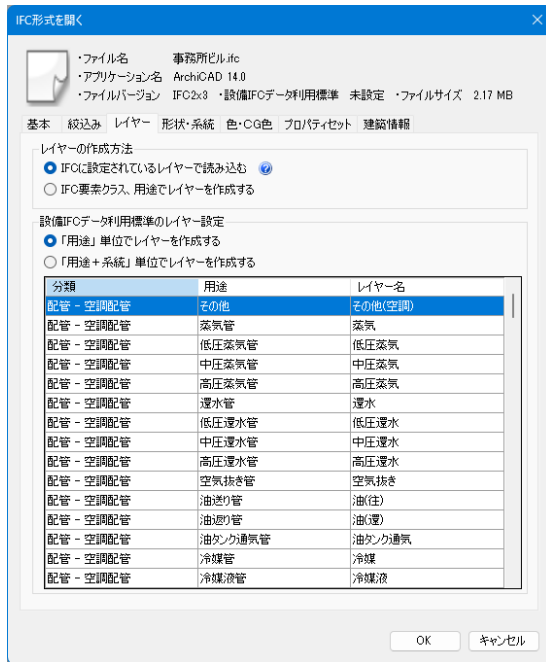 IFC形式を開く
・ファイル名 事務所ビル.ifc
・アプリケーション名 ArchiCAD 14.0
・ファイルバージョン IFC2x3 ・設備IFCデータ利用標準 未設定 ・ファイルサイズ 2.17 MB
基本 絞込み レイヤー 形状・系統 色・CG色 プロパティセット 建築情報
レイヤーの作成方法
IFCに設定されているレイヤーで読み込む
IFC要素クラス、用途でレイヤーを作成する
設備IFCデータ利用標準のレイヤー設定
「用途」単位でレイヤーを作成する
「用途+系統」単位でレイヤーを作成する
分類 用途 レイヤー名
配管 - 空調配管 その他 その他(空調)
配管 - 空調配管 蒸気管 蒸気
配管 - 空調配管 低圧蒸気管 低圧蒸気
配管 - 空調配管 中圧蒸気管 中圧蒸気
配管 - 空調配管 高圧蒸気管 高圧蒸気
配管 - 空調配管 還水管 還水
配管 - 空調配管 低圧還水管 低圧還水
配管 - 空調配管 中圧還水管 中圧還水
配管 - 空調配管 高圧還水管 高圧還水
配管 - 空調配管 空気抜き管 空気抜き
配管 - 空調配管 油送り管 油(往)
配管 - 空調配管 油返り管 油(還)
配管 - 空調配管 油タンク通気管 油タンク通気
配管 - 空調配管 冷媒管 冷媒
配管 - 空調配管 冷媒液管 冷媒液
OK キャンセル